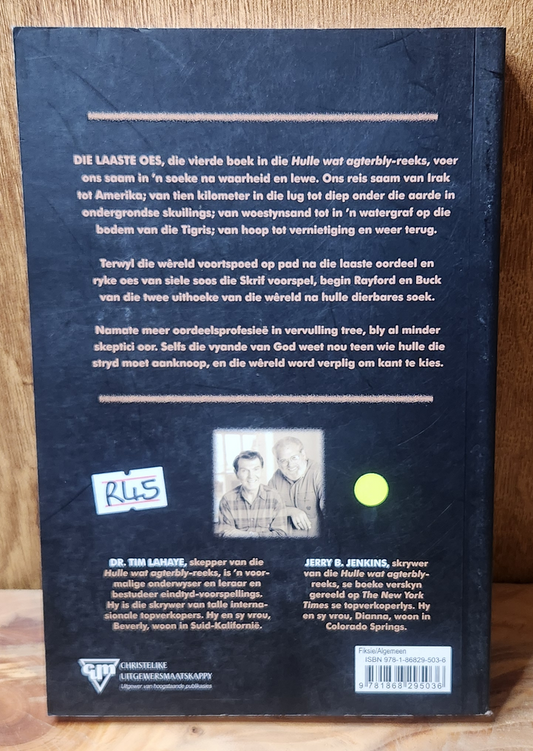 DIE LAASTE OES, die vierde boek in die Hulle wat agterbly-reeks, voer
ons saam in 'n soeke na waarheid en lewe. Ons reis saam van Irak
tot Amerika; van tien kilometer in die lug tot diep onder die aarde in
ondergrondse skuilings; van woestynsand tot in 'n watergraf op die
bodem van die Tigris; van hoop tot vernietiging en weer terug.
Terwyl die wêreld voortspoed op pad na die laaste oordeel en
ryke oes van siele soos die Skrif voorspel, begin Rayford en Buck
van die twee uithoeke van die wêreld na hulle dierbares soek.
Namate meer oordeelsprofesieë in vervulling tree, bly al minder
skeptici oor. Selfs die vyande van God weet nou teen wie hulle die
stryd moet aanknoop, en die wêreld word verplig om kant te kies.
R45
DR. TIM LAHAYE, skepper van die
Hulle wat agterbly-reeks, is 'n voor-
malige onderwyser en leraar en
bestudeer eindtyd-voorspellings.
Hy is die skrywer van talle interna-
sionale topverkopers. Hy en sy vrou,
Beverly, woon in Suid-Kalifornië.
JERRY B. JENKINS, skrywer
van die Hulle wat agterbly-
reeks, se boeke verskyn
gereeld op The New York
Times se topverkoperlys. Hy
en sy vrou, Dianna, woon in
Colorado Springs.
cum
CHRISTELIKE
UITGEWERSMAATSKAPPY
Uitgewer van hoogstaande publikasies
Fiksie/Algemeen
ISBN 978-1-86829-503-6
9 781868 295036